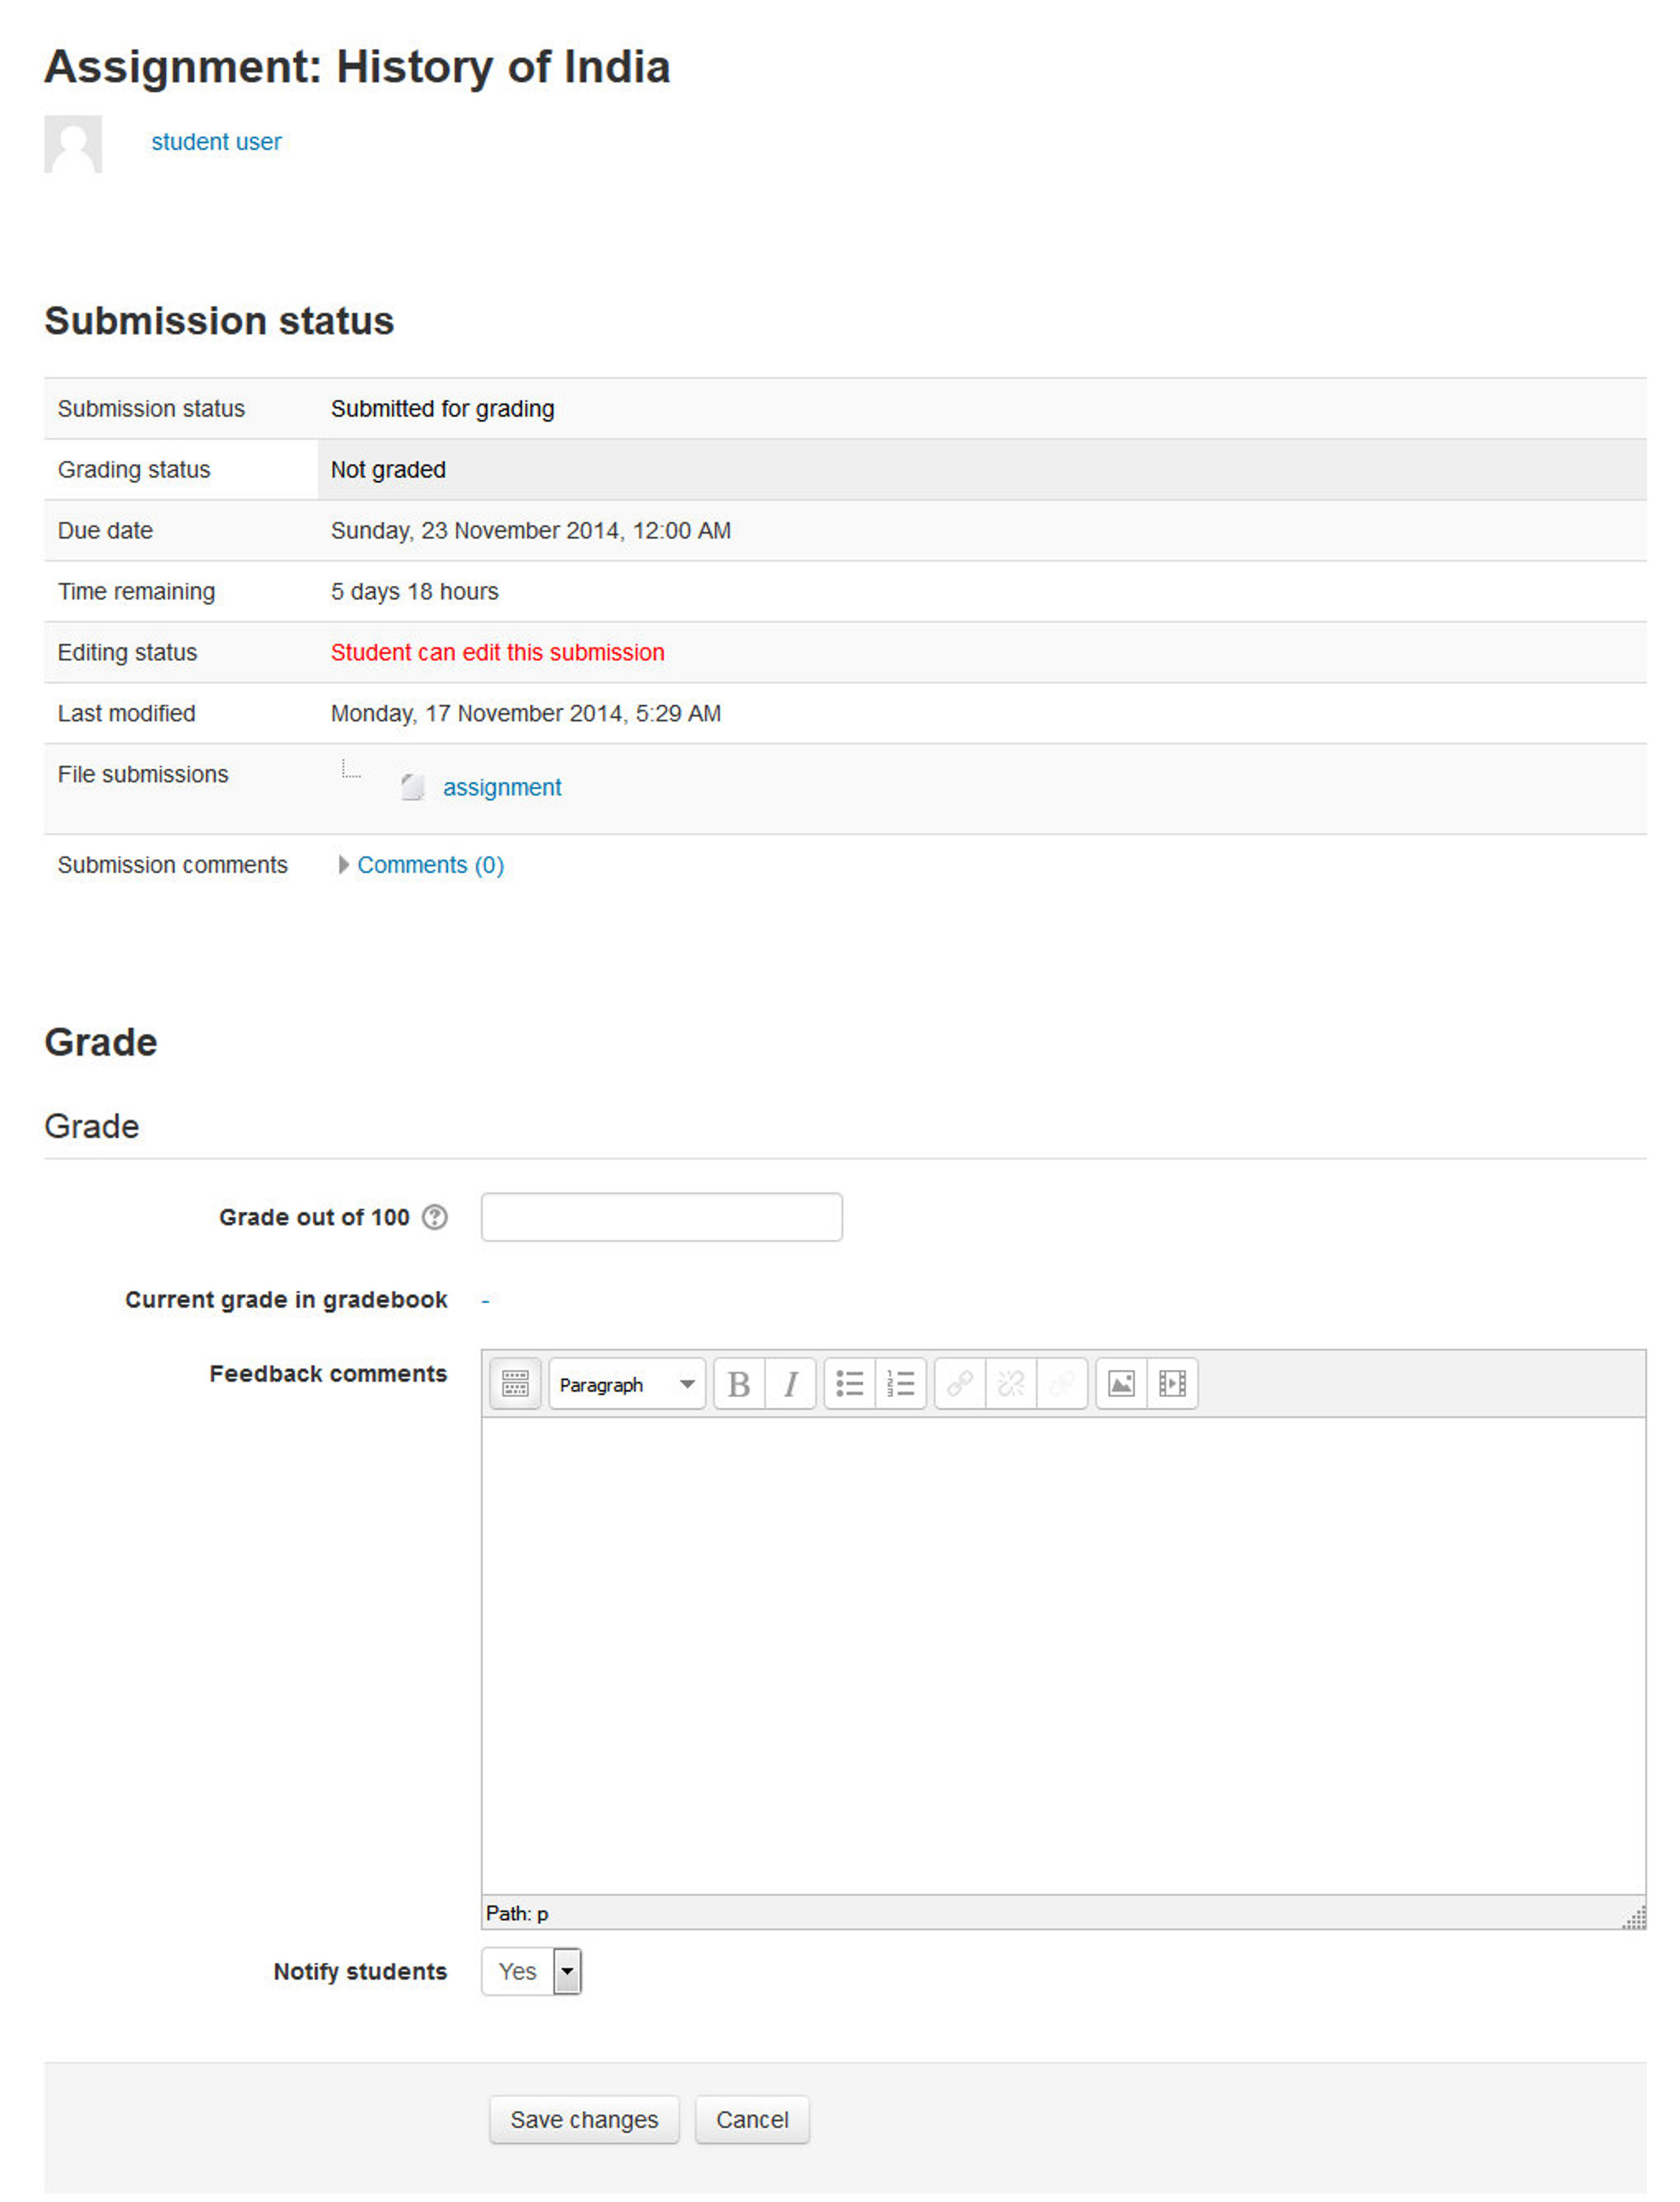 Assignment: History of India
student user
Submission status
Submission status Submitted for grading
Grading status Not graded
Due date Sunday, 23 November 2014, 12:00 AM
Time remaining 5 days 18 hours
Editing status Student can edit this submission
Last modified Monday, 17 November 2014, 5:29 AM
File submissions assignment
Submission comments Comments (0)
Grade
Grade
Grade out of 100 ?
Current grade in gradebook -
Feedback comments Paragraph B I
Path: p
Notify students Yes
Save changes Cancel